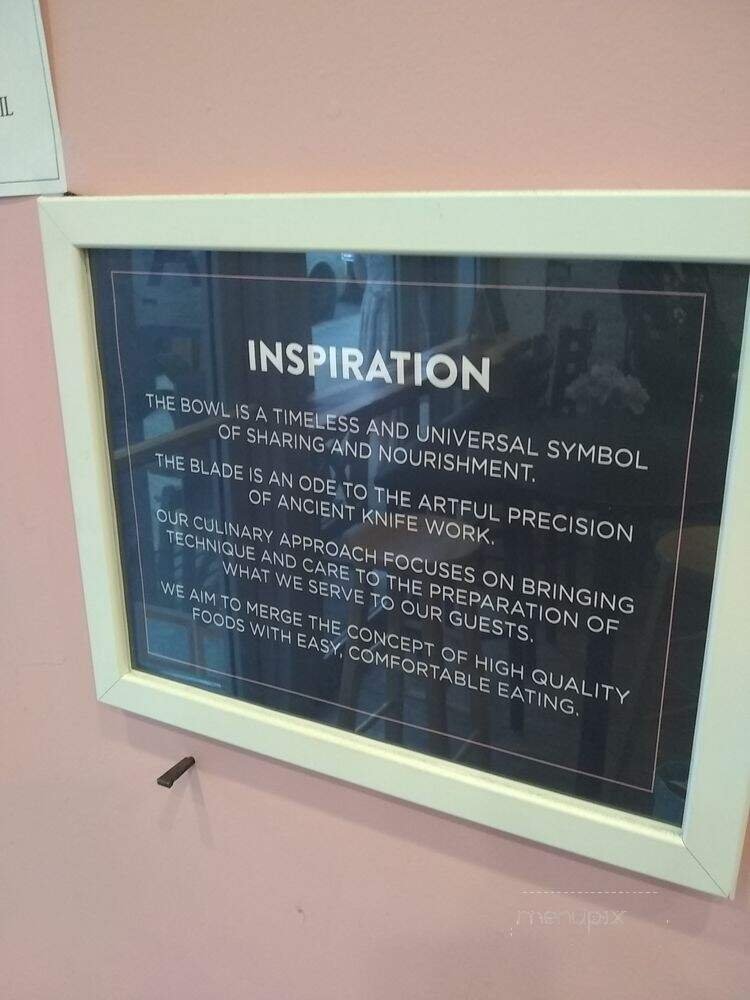 IL
INSPIRATION
THE BOWL IS A TIMELESS AND UNIVERSAL SYMBOL
OF SHARING AND NOURISHMENT.
THE BLADE IS AN ODE TO THE ARTFUL PRECISION
OF ANCIENT KNIFE WORK.
OUR CULINARY APPROACH FOCUSES ON BRINGING
TECHNIQUE AND CARE TO THE PREPARATION OF
WHAT WE SERVE TO OUR GUESTS.
WE AIM TO MERGE THE CONCEPT OF HIGH QUALITY
FOODS WITH EASY, COMFORTABLE EATING.
menupix